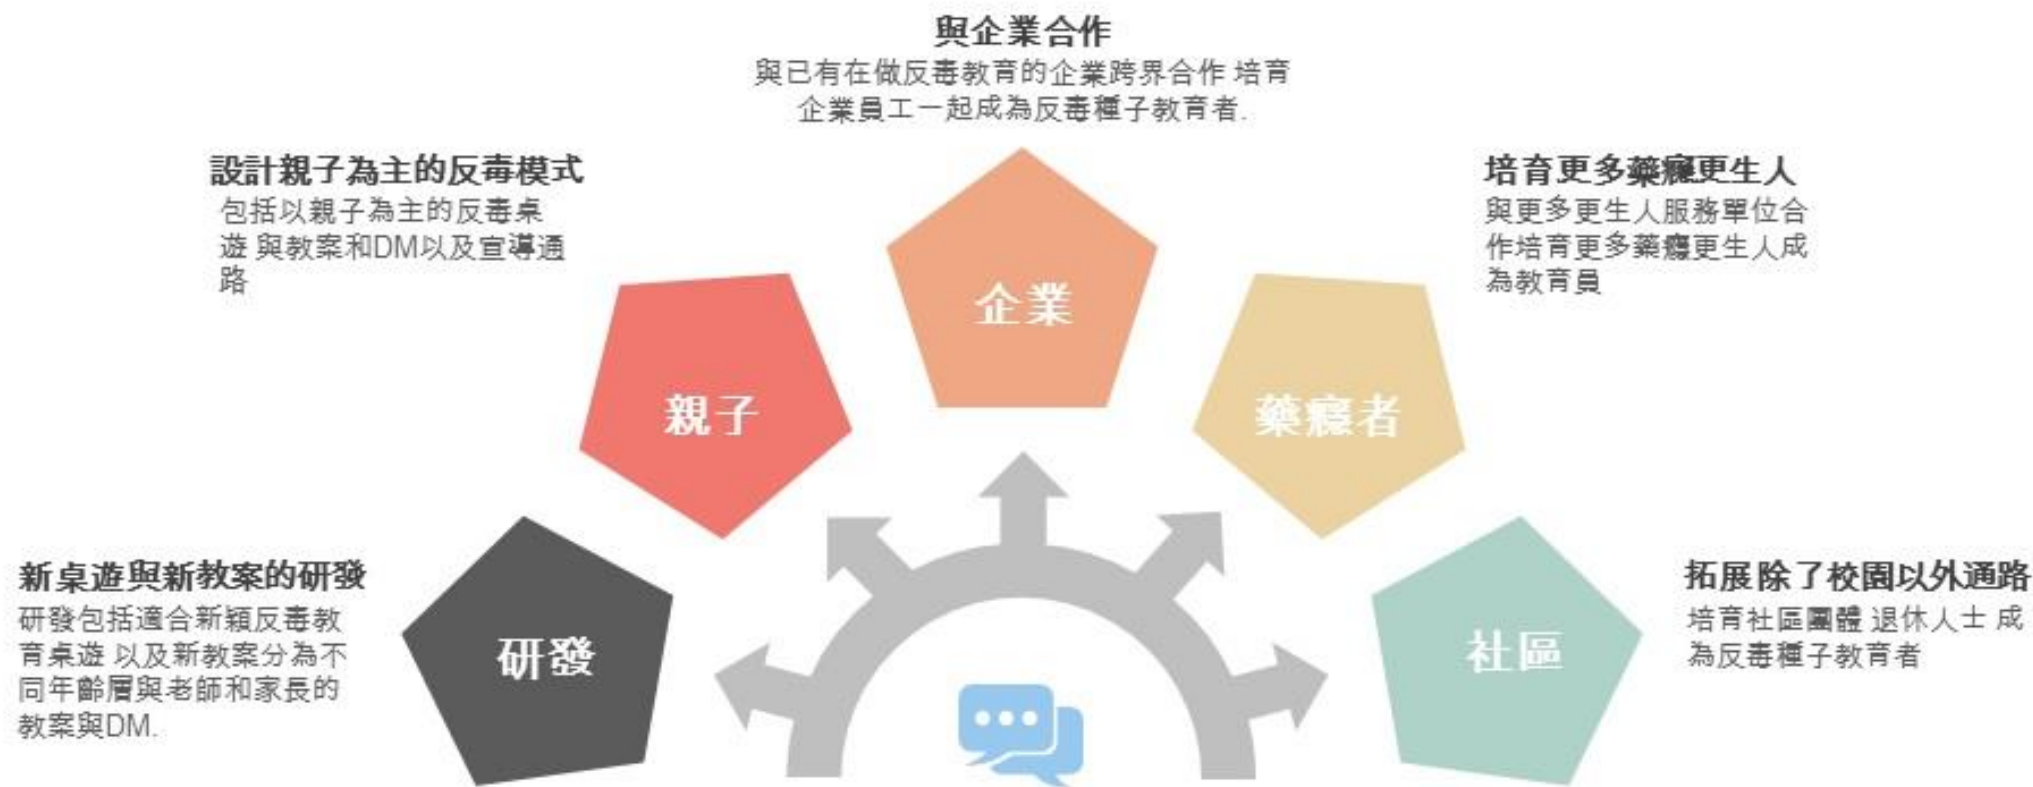 與企業合作
與已有在做反毒教育的企業跨界合作 培育
企業員工一起成為反毒種子教育者.
設計親子為主的反毒模式
包括以親子為主的反毒桌
遊 與教案和DM以及宣導通
路
培育更多藥癮更生人
與更多更生人服務單位合
作培育更多藥癮更生人成
為教育員
企業
親子
藥癮者
新桌遊與新教案的研發
研發包括適合新穎反毒教
育桌遊 以及新教案分為不
同年齡層與老師和家長的
教案與DM.
研發
社區
拓展除了校園以外通路
培育社區團體 退休人士 成
為反毒種子教育者